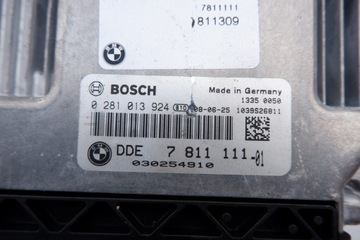 7811111
7811309
BOSCH
Made in Germany
1335 0050
0 281 013 924 B10 08-06-25 1039S26811
DDE 7 811 111-01
030254910